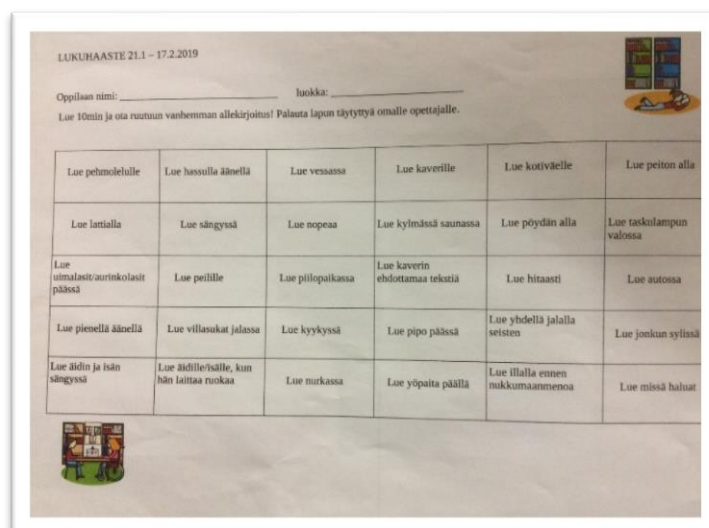 LUKUHAASTE 21.1 – 17.2.2019
Oppilaan nimi: luokka:
Lue 10min ja ota ruutuun vanhemman allekirjoitus! Palauta lapun täytyttyä omalle opettajalle.
Lue pehmolelulle Lue hassulla äänellä Lue vessassa Lue kaverille Lue kotiväelle Lue peiton alla
Lue lattialla Lue sängyssä Lue nopeaa Lue kylmässä saunassa Lue pöydän alla Lue taskulampun
valossa
Lue
uimalasit/aurinkolasit
päässä
Lue peilille Lue piilopaikassa
Lue kaverin
ehdottamaa tekstiä
Lue hitaasti Lue autossa
Lue pienellä äänellä Lue villasukat jalassa Lue kyykyssä Lue pipo päässä
Lue yhdellä jalalla
seisten
Lue jonkun sylissä
Lue äidin ja isän
sängyssä
Lue äidille/isälle, kun
hän laittaa ruokaa
Lue nurkassa Lue yöpaita päällä
Lue illalla ennen
nukkumaanmenoa
Lue missä haluat